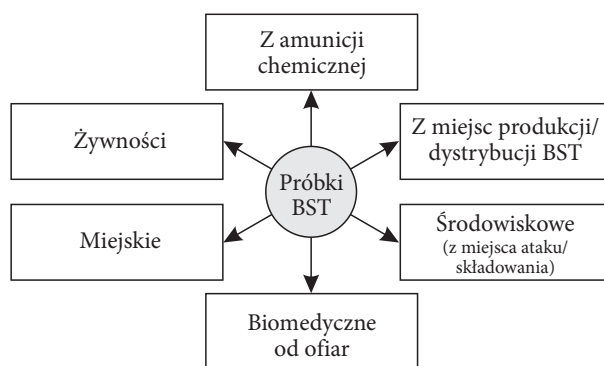 Z amunicji
chemicznej
Żywności
Z miejsc produkcji/
dystrybucji BST
Próbki
BST
Miejskie
Środowiskowe
(z miejsca ataku/
składowania)
Biomedyczne
od ofiar